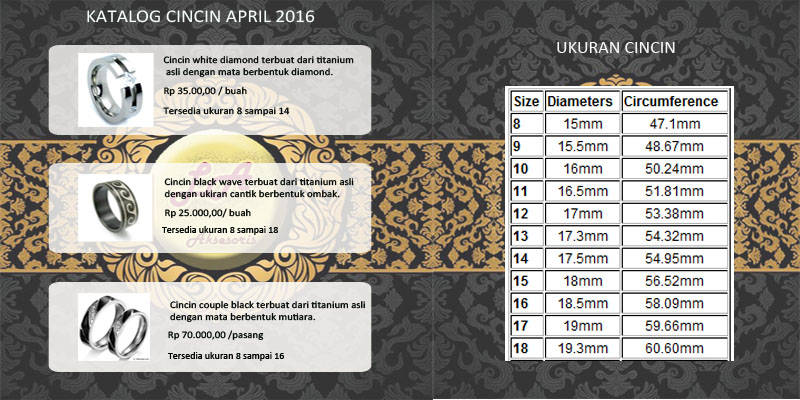 KATALOG CINCIN APRIL 2016
Cincin white diamond terbuat dari titanium
asli dengan mata berbentuk diamond.
Rp 35.00,00 / buah
Tersedia ukuran 8 sampai 14
Cincin black wave terbuat dari titanium asli
dengan ukiran cantik berbentuk ombak.
Rp 25.000,00/ buah
Tersedia ukuran 8 sampai 18
Aksesoris
Cincin couple black terbuat dari titanium asli
dengan mata berbentuk mutiara.
Rp 70.000,00 /pasang
Tersedia ukuran 8 sampai 16
UKURAN CINCIN
Size Diameters Circumference
8 15mm 47.1mm
9 15.5mm 48.67mm
10 16mm 50.24mm
11 16.5mm 51.81mm
12 17mm 53.38mm
13 17.3mm 54.32mm
14 17.5mm 54.95mm
15 18mm 56.52mm
16 18.5mm 58.09mm
17 19mm 59.66mm
18 19.3mm 60.60mm